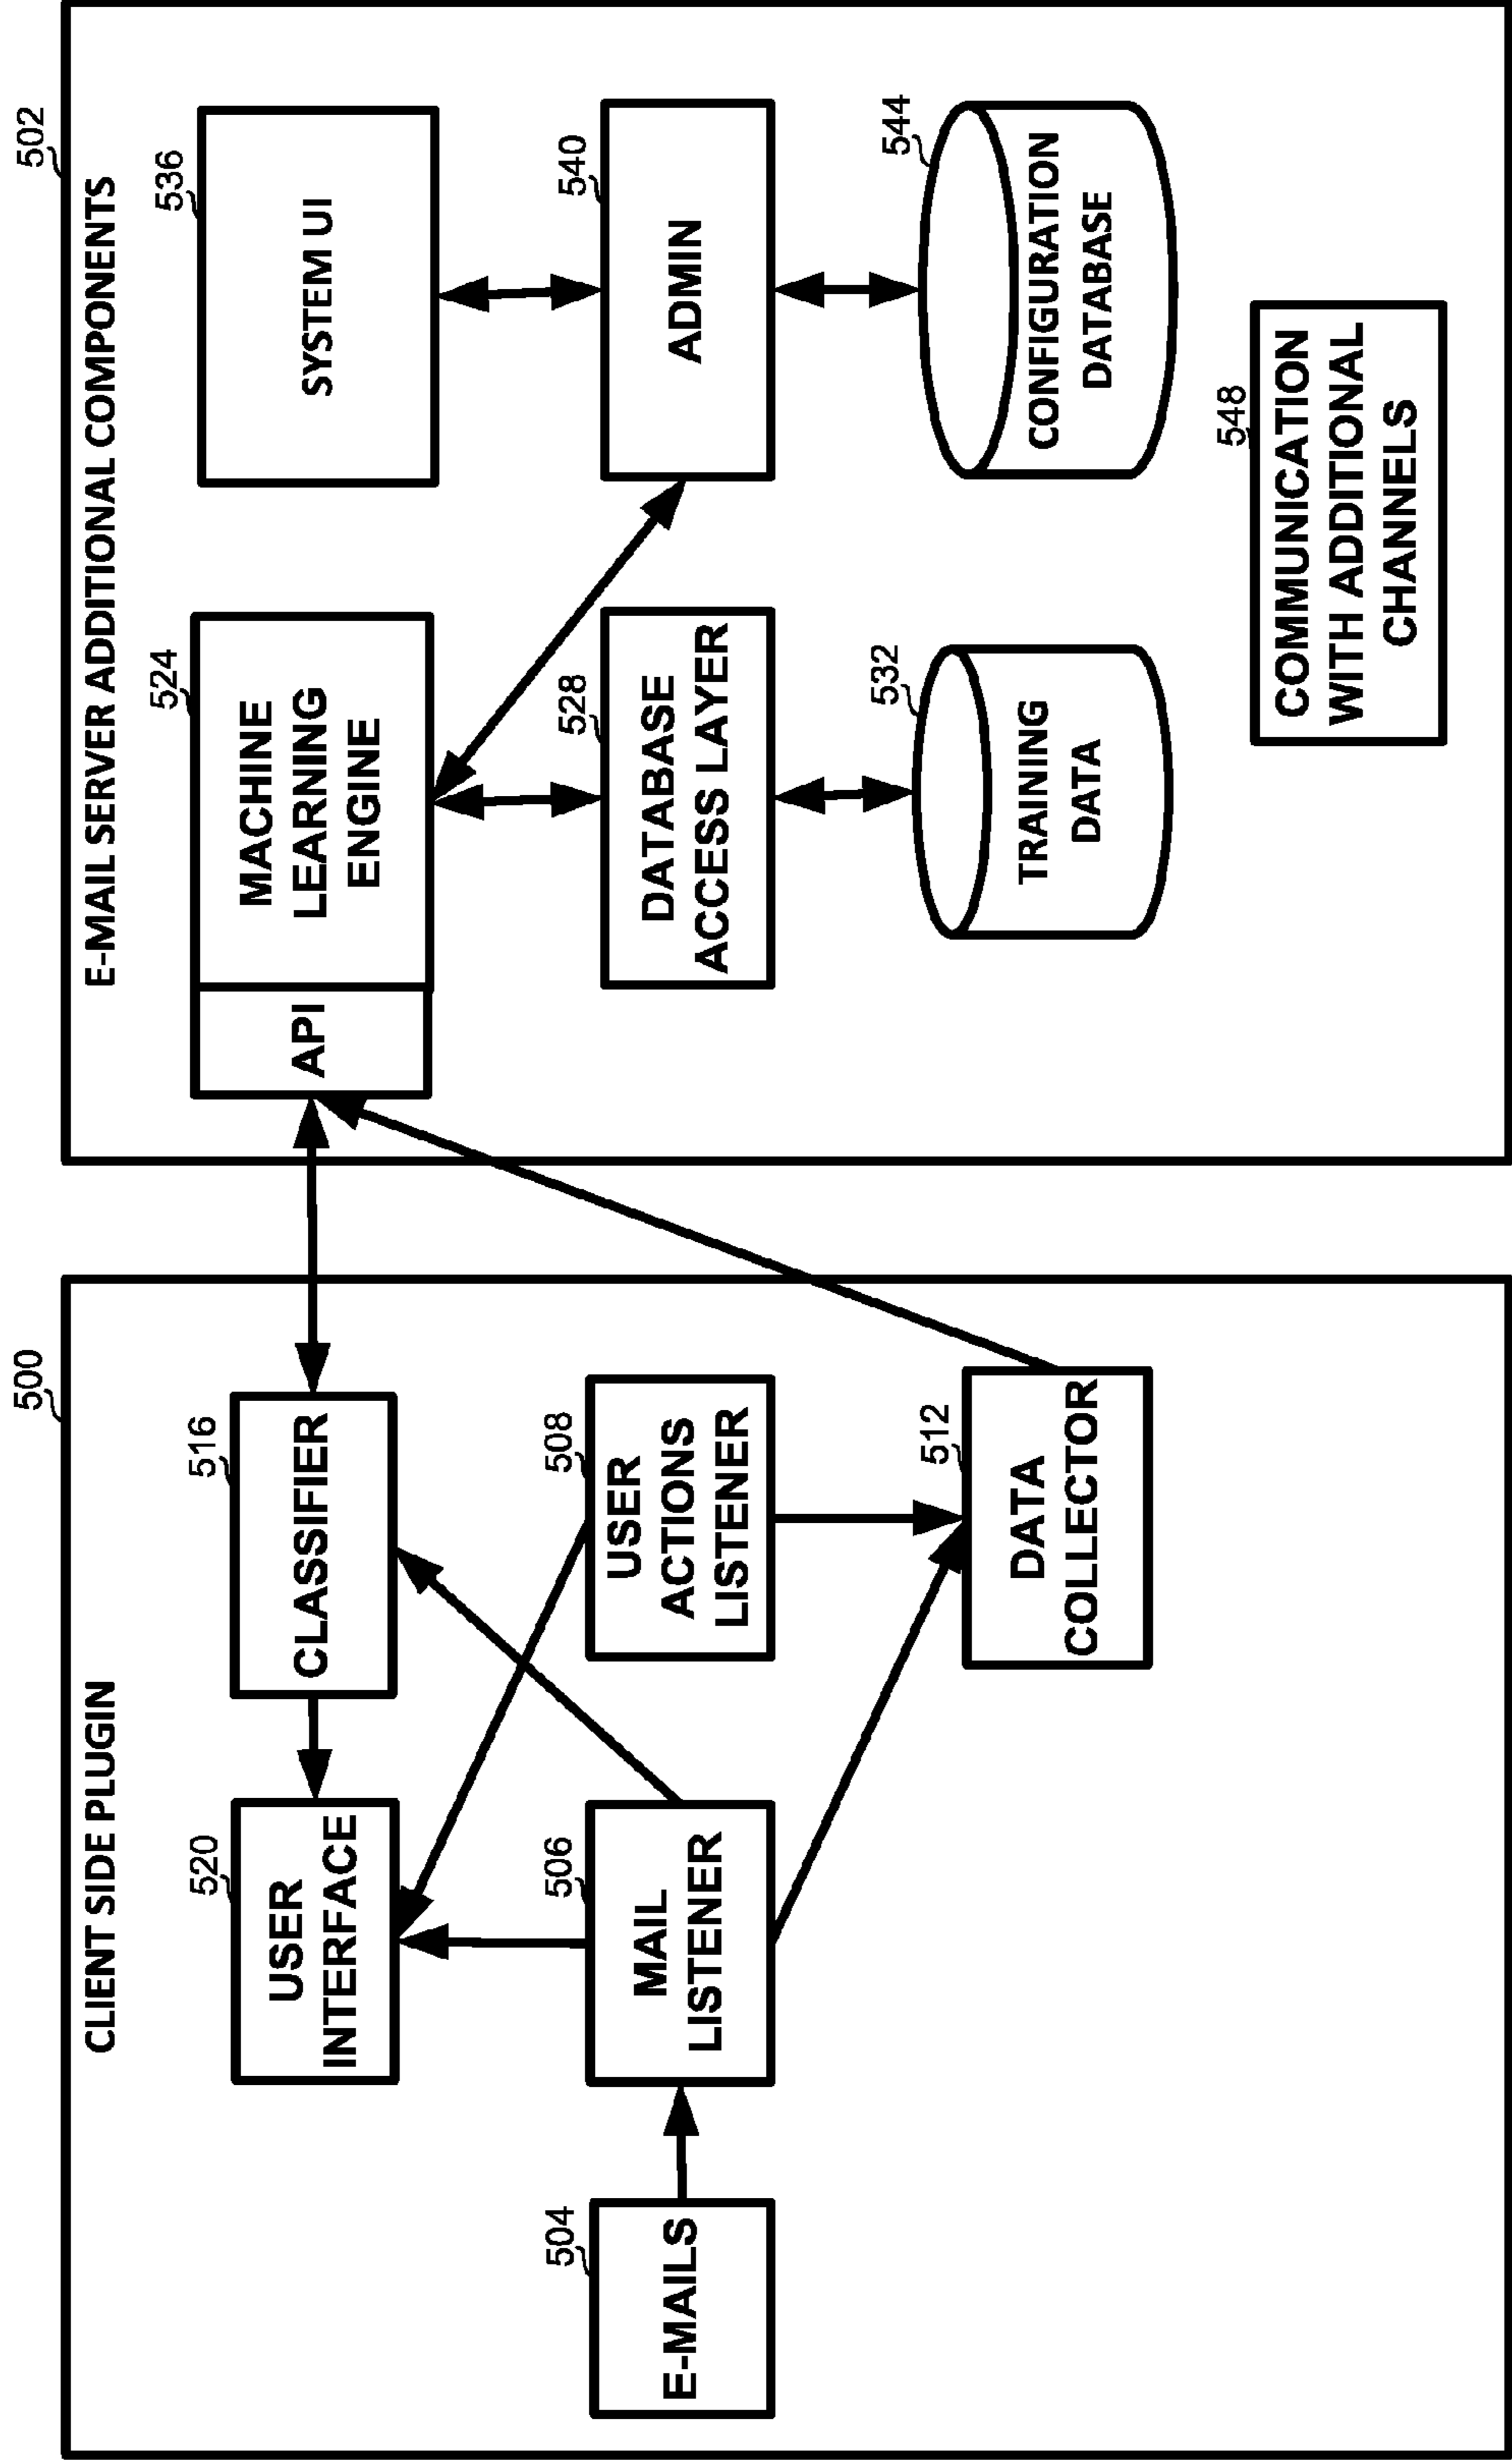 500
CLIENT SIDE PLUGIN
520
USER
INTERFACE
516
CLASSIFIER
504
E-MAILS
506
MAIL
LISTENER
508
USER
ACTIONS
LISTENER
512
DATA
COLLECTOR
502
E-MAIL SERVER ADDITIONAL COMPONENTS
API
524
MACHINE
LEARNING
ENGINE
536
SYSTEM UI
528
DATABASE
ACCESS LAYER
540
ADMIN
532
TRAINING
DATA
544
CONFIGURATION
DATABASE
548
COMMUNICATION
WITH ADDITIONAL
CHANNELS